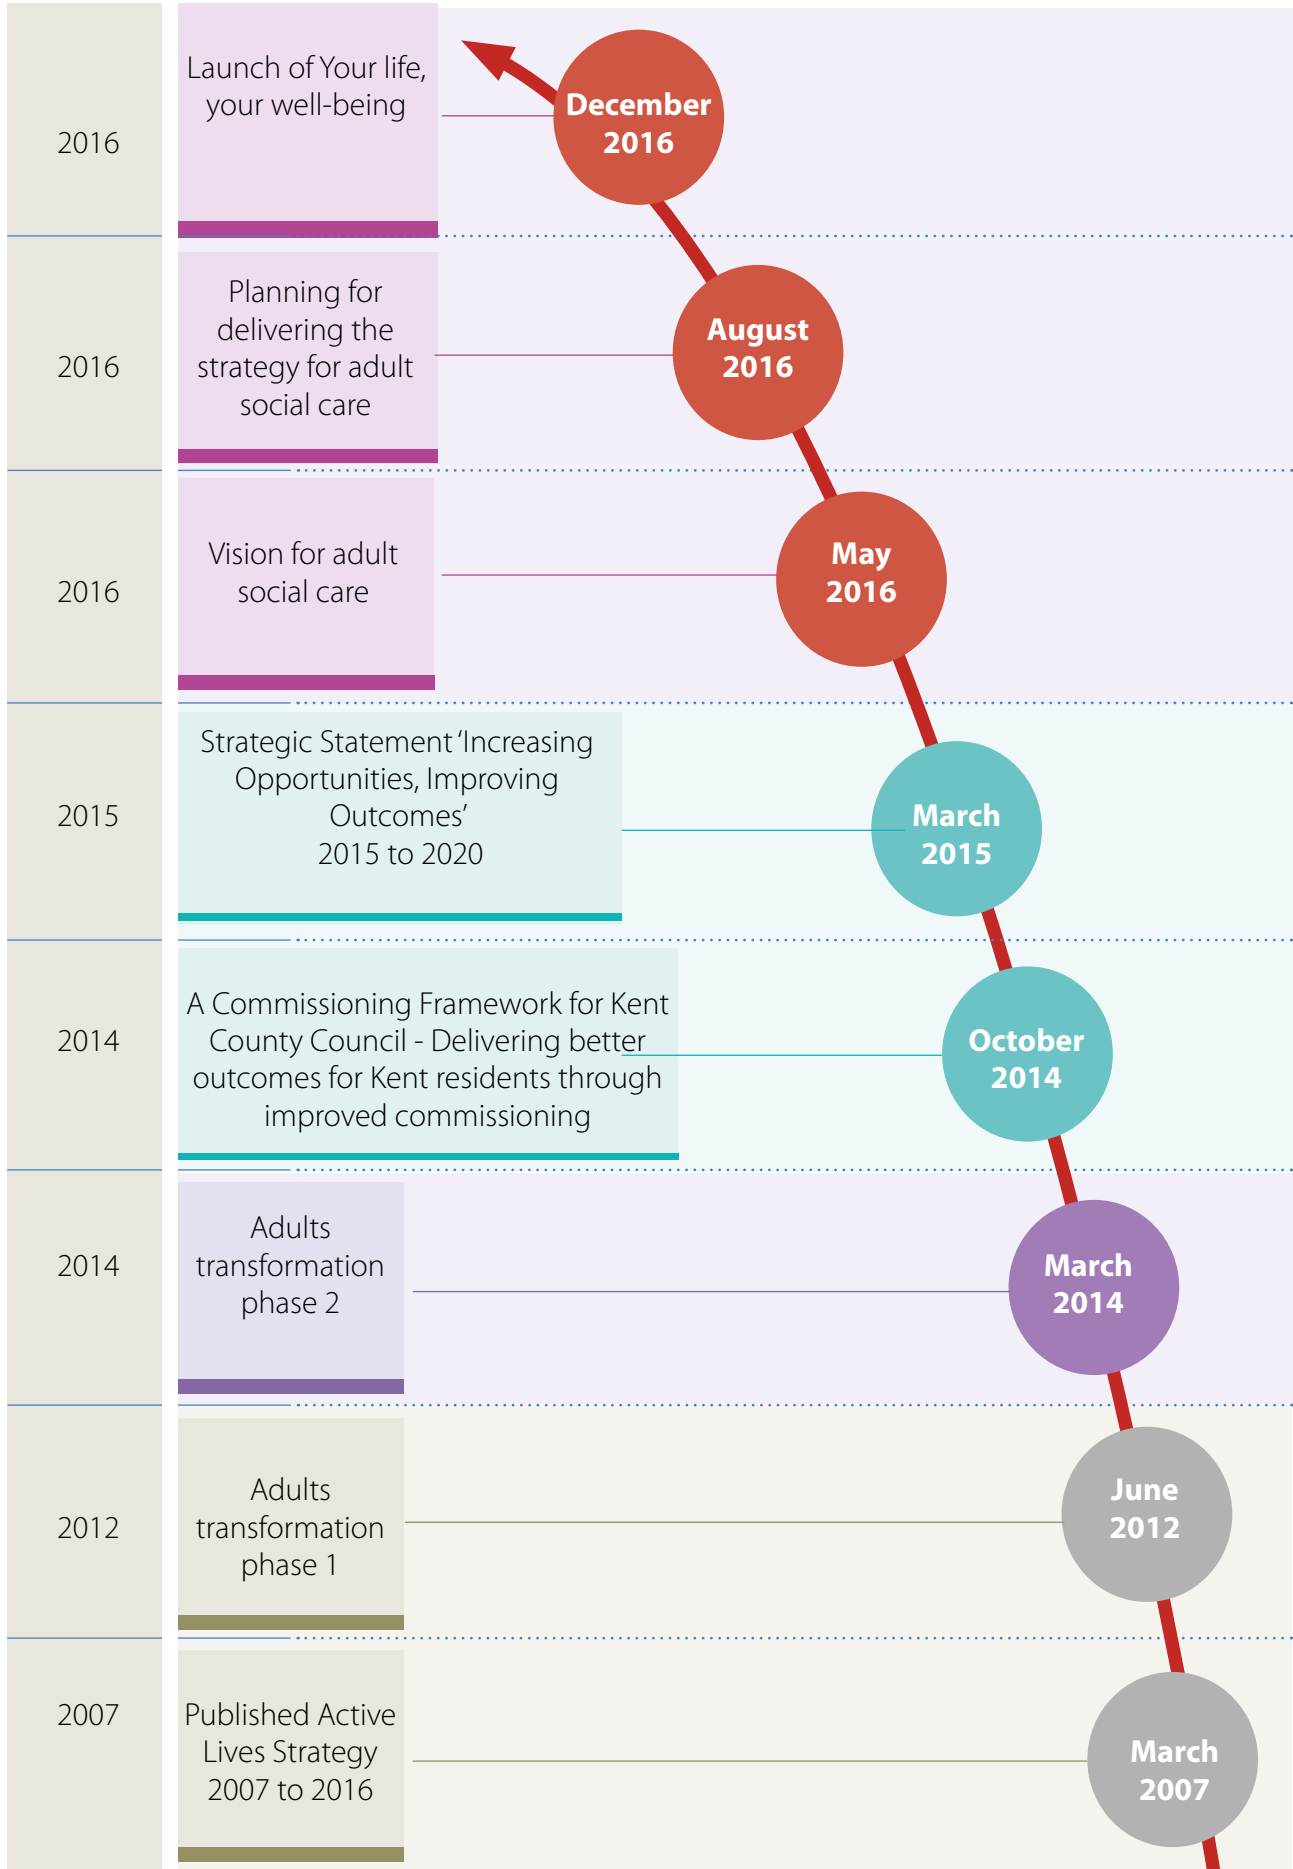 2016
Launch of Your life,
your well-being
December
2016
2016
Planning for
delivering the
strategy for adult
social care
August
2016
2016
Vision for adult
social care
May
2016
2015
Strategic Statement ‘Increasing
Opportunities, Improving
Outcomes’
2015 to 2020
March
2015
2014
A Commissioning Framework for Kent
County Council - Delivering better
outcomes for Kent residents through
improved commissioning
October
2014
2014
Adults
transformation
phase 2
March
2014
2012
Adults
transformation
phase 1
June
2012
2007
Published Active
Lives Strategy
2007 to 2016
March
2007